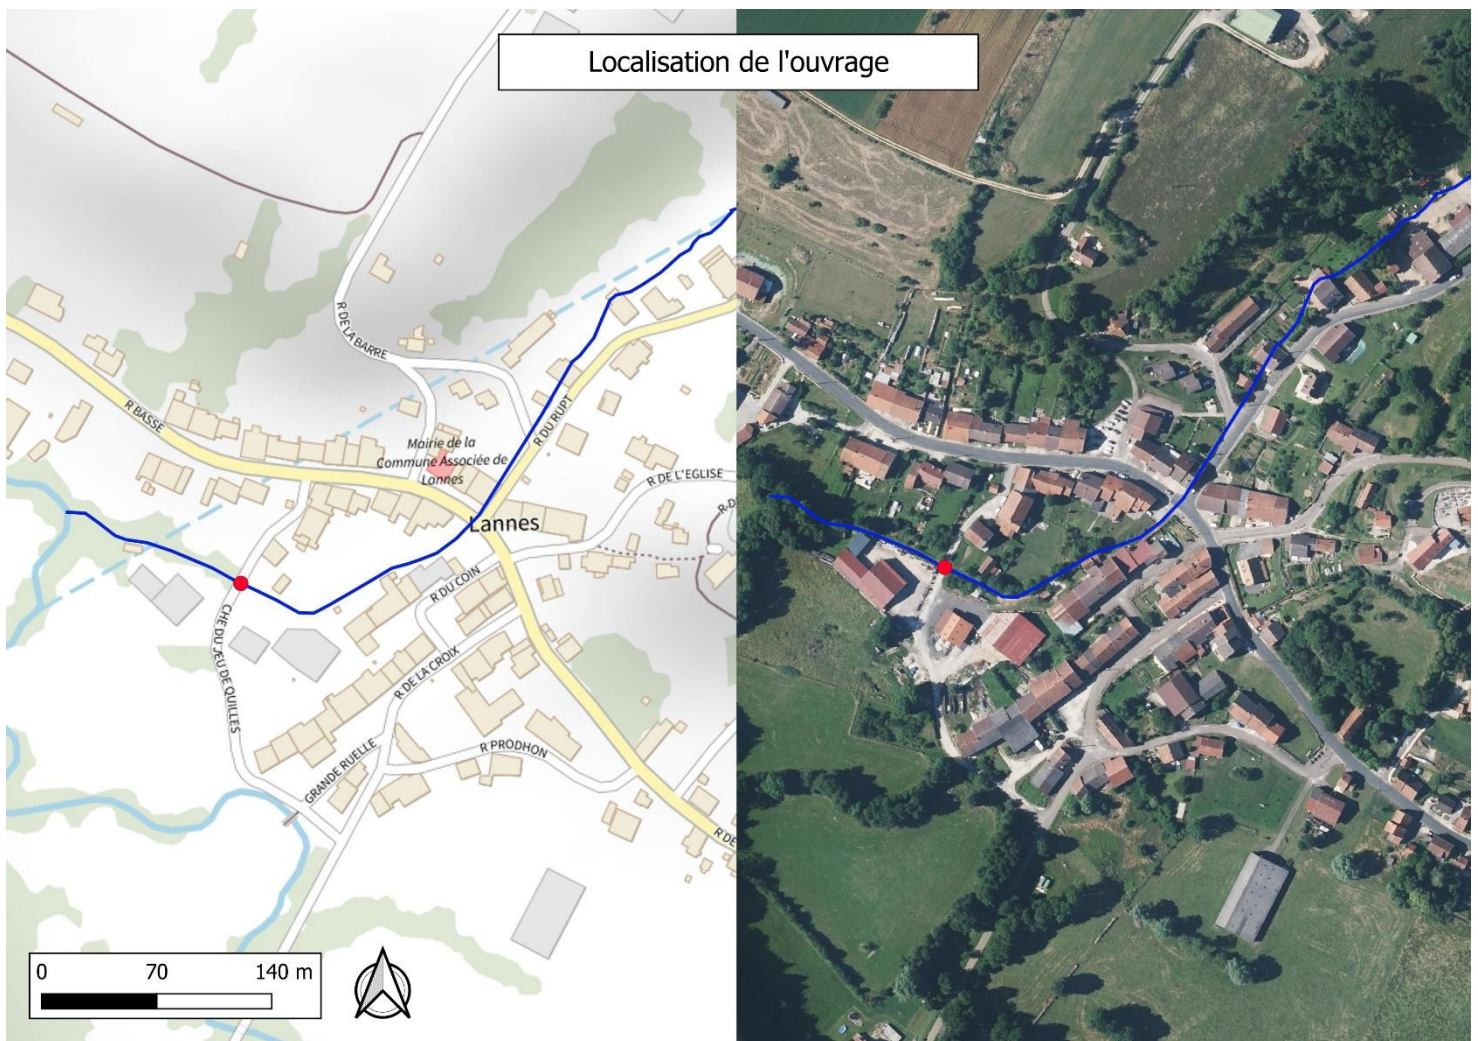 Localisation de l'ouvrage
R DE LA BARRE
R BASSE
R DU RUPT
Mairie de la
Commune Associée de
Lannes
R DE L'EGLISE
Lannes
R DU COIN
CHE DU JEU DE QUILLES
R DE LA CROIX
R PRODHON
GRANDE RUELLE
0 70 140 m